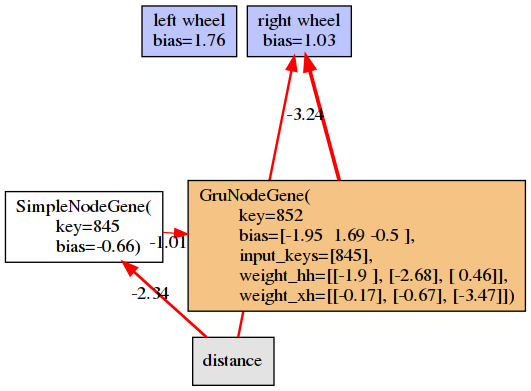 left wheel
bias=1.76
right wheel
bias=1.03
-3.24
SimpleNodeGene(
key=845
bias=-0.66)
-1.01
GruNodeGene(
key=852
bias=[-1.95  1.69 -0.5 ],
input_keys=[845],
weight_hh=[[-1.9 ], [-2.68], [ 0.46]],
weight_xh=[[-0.17], [-0.67], [-3.47]])
-2.34
distance